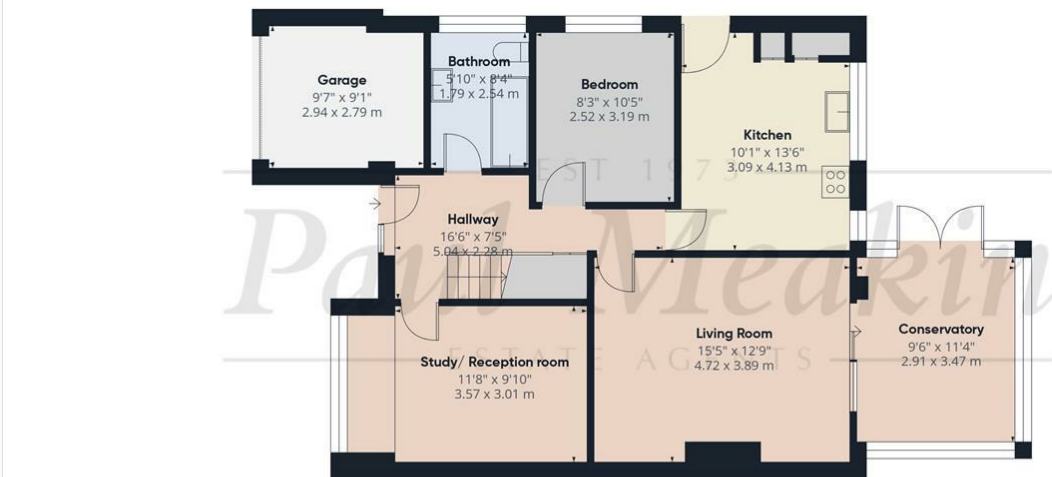 Garage
9'7" x 9'1"
2.94 x 2.79 m
Bathroom
5'10" x 8'4"
1.79 x 2.54 m
Bedroom
8'3" x 10'5"
2.52 x 3.19 m
Kitchen
10'1" x 13'6"
3.09 x 4.13 m
EST 1973
Hallway
16'6" x 7'5"
5.04 x 2.28 m
Paul Meakin
Living Room
15'5" x 12'9"
4.72 x 3.89 m
Conservatory
9'6" x 11'4"
2.91 x 3.47 m
Study/ Reception room
11'8" x 9'10"
3.57 x 3.01 m
ESTATE AGENTS